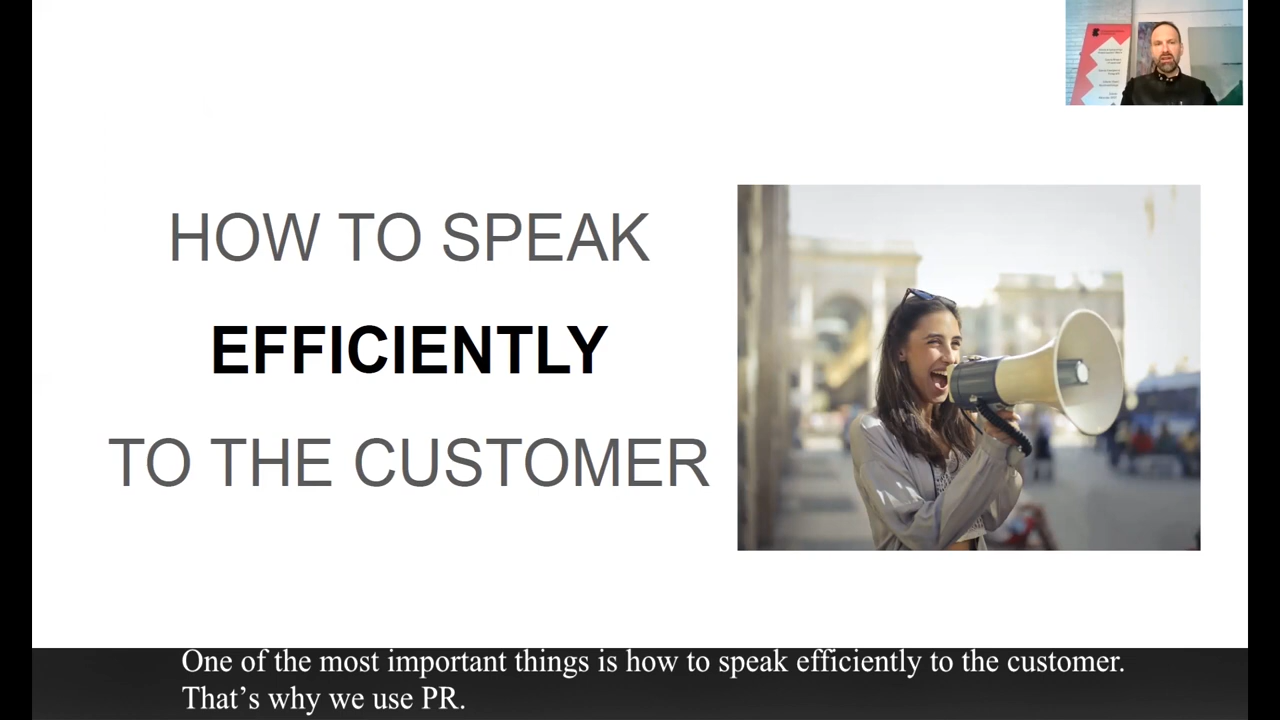 HOW TO SPEAK
EFFICIENTLY
TO THE CUSTOMER
One of the most important things is how to speak efficiently to the customer.
That’s why we use PR.